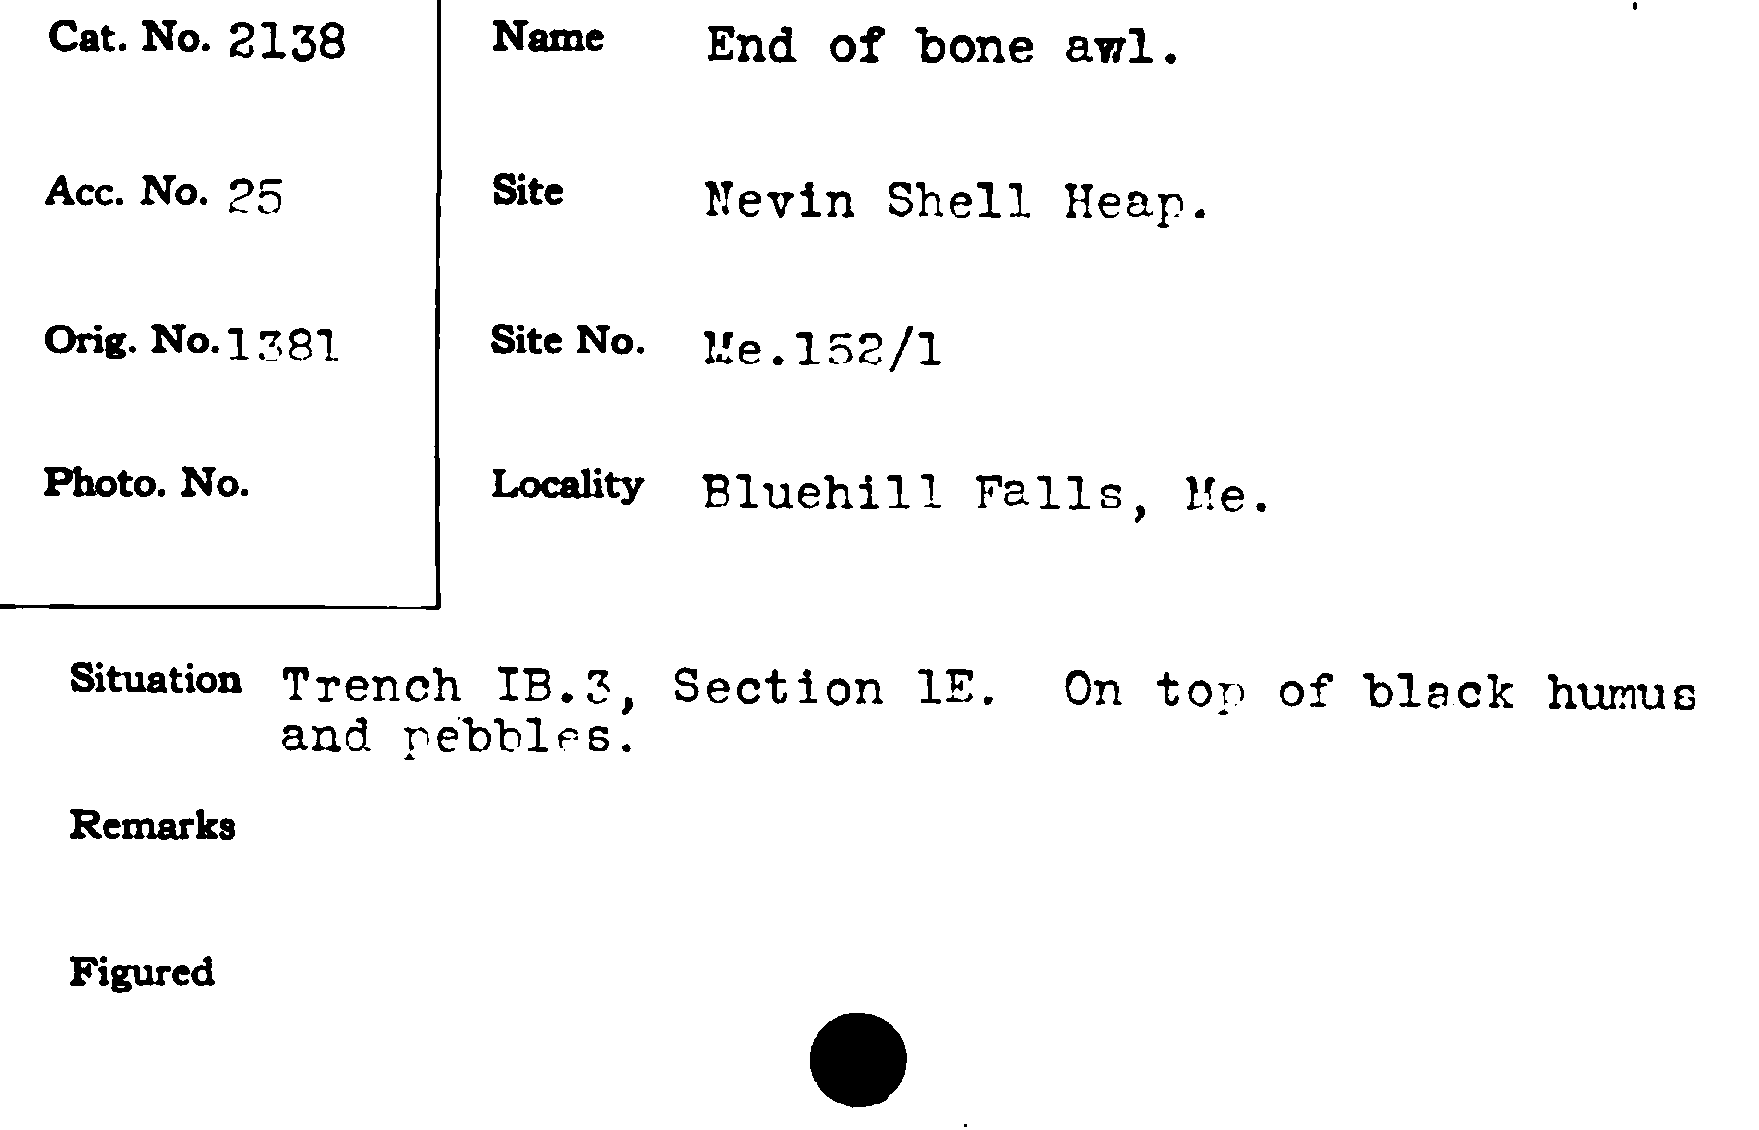 Cat. No. 2138
Name End of bone awl.
Acc. No. 25
Site Nevin Shell Heap.
Orig. No. 1381
Site No. Me.152/1
Photo. No.
Locality Bluehill Falls, Me.
Situation Trench IB.3, Section 1E. On top of black humus
and pebbles.
Remarks
Figured